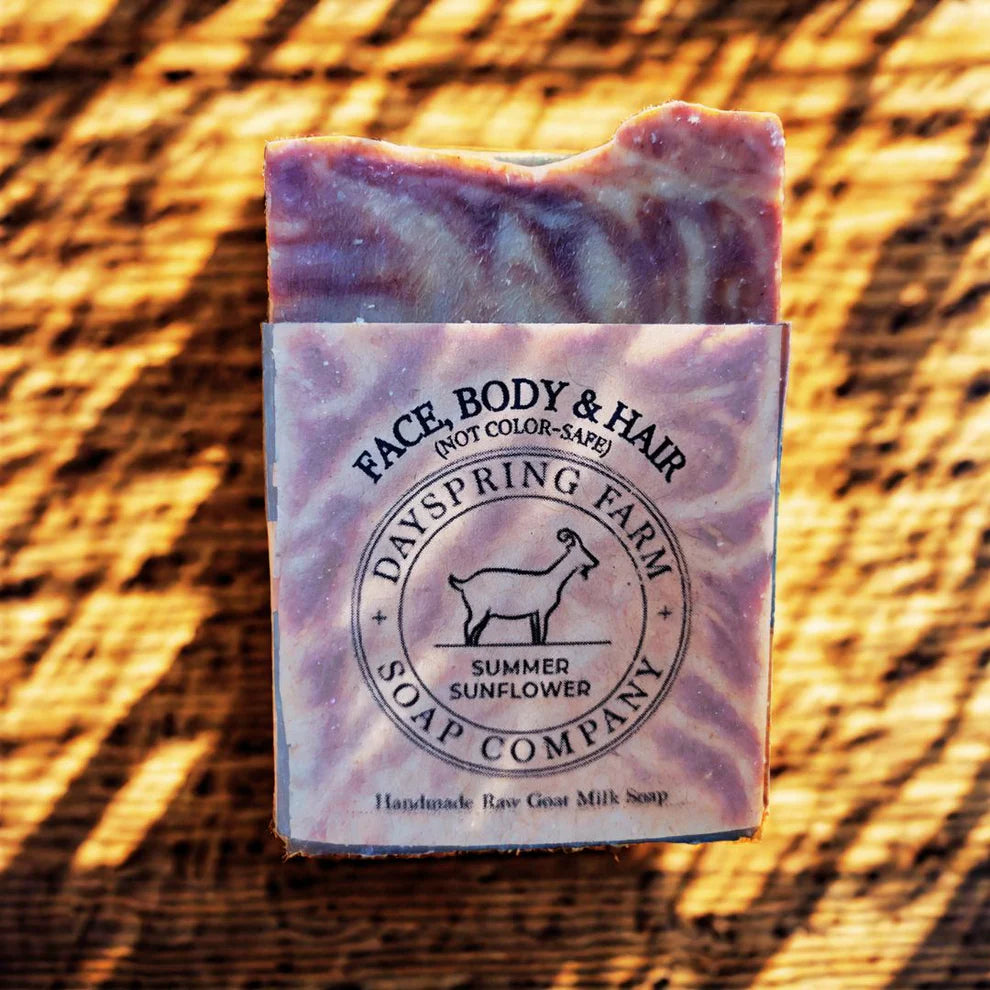 FACE, BODY & HAIR
(NOT COLOR-SAFE)
DAYSPRING FARM
SUMMER
SUNFLOWER
SOAP COMPANY
Handmade Raw Goat Milk Soap